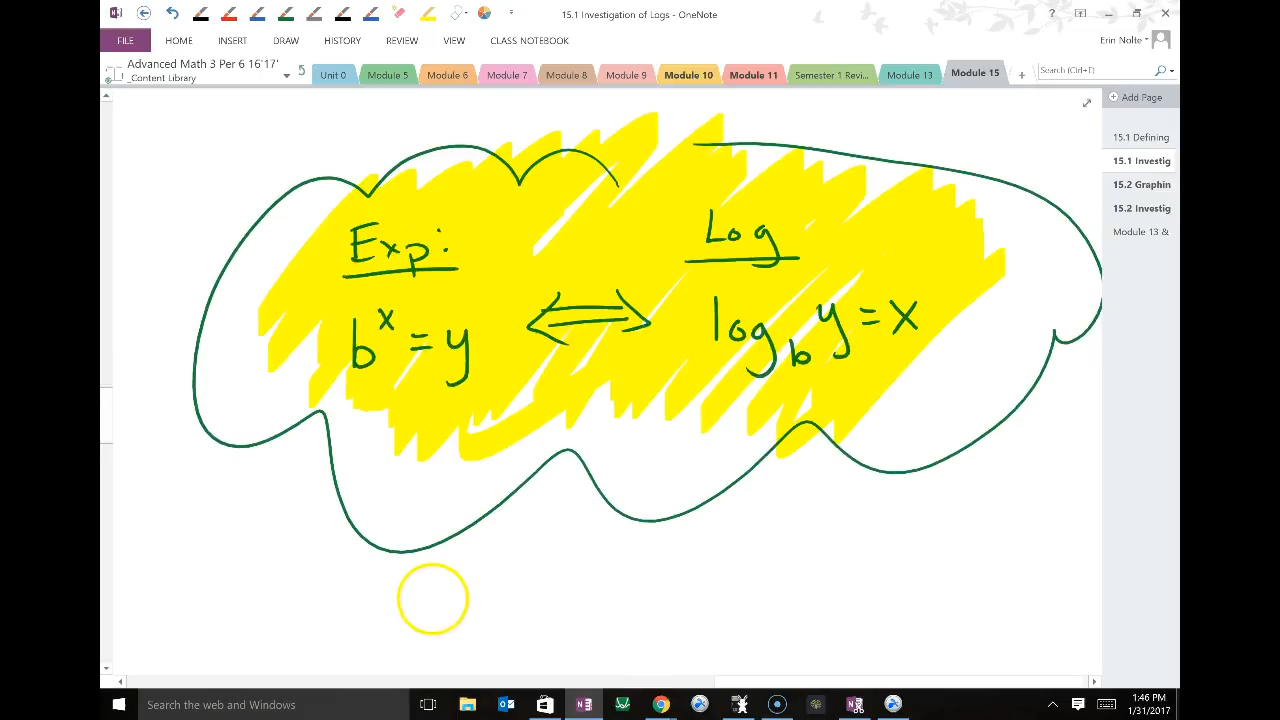 15.1 Investigation of Logs - OneNote
?
FILE HOME INSERT DRAW HISTORY REVIEW VIEW CLASS NOTEBOOK
Erin Nolte
Advanced Math 3 Per 6 16'17'
_Content Library
Unit 0 Module 5 Module 6 Module 7 Module 8 Module 9 Module 10 Module 11 Semester 1 Revi... Module 13 Module 15
Search (Ctrl+E)
Add Page
15.1 Defining
15.1 Investig
15.2 Graphin
15.2 Investig
Module 13 &
Exp: Log
b^x = y ⟺ log_b y = x
Search the web and Windows
1:46 PM
1/31/2017